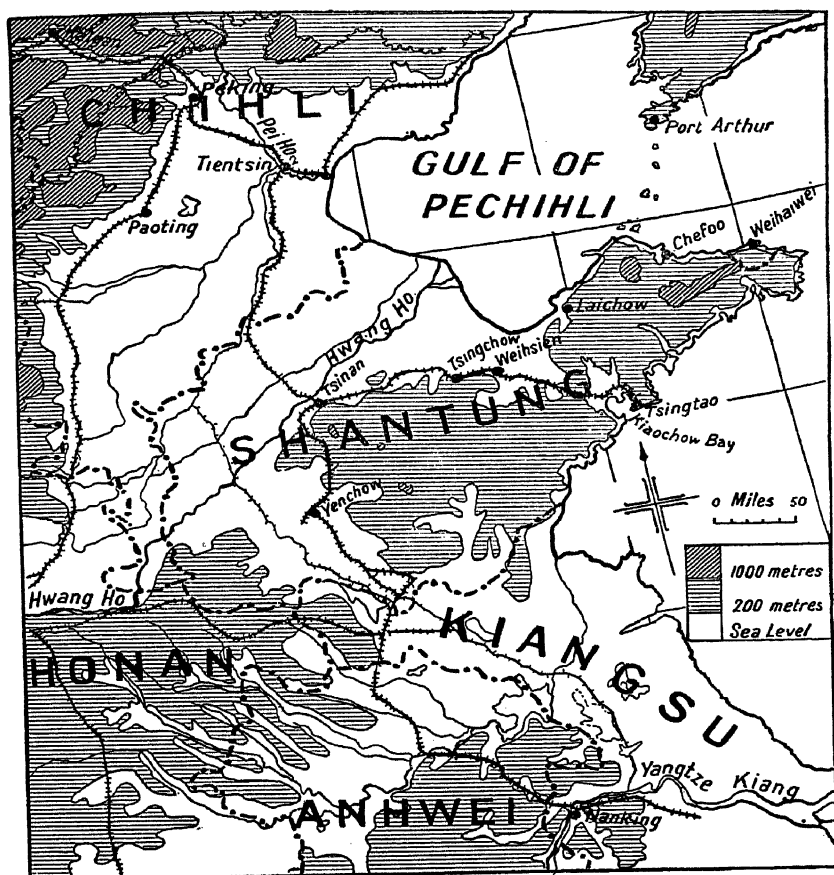 Kalgan
Peking
CHIHLI
Pei Ho
Tientsin
Paoting
GULF OF
PECHIHLI
Port Arthur
Chefoo
Weihaiwei
Laichow
Hwang Ho
Tsinan
Tsingchow
Weihsien
SHANTUNG
Tsingtao
Kiaochow Bay
Yenchow
0 Miles 50
1000 metres
200 metres
Sea Level
Hwang Ho
HONAN
KIANGSU
ANHWEI
Yangtze Kiang
Nanking